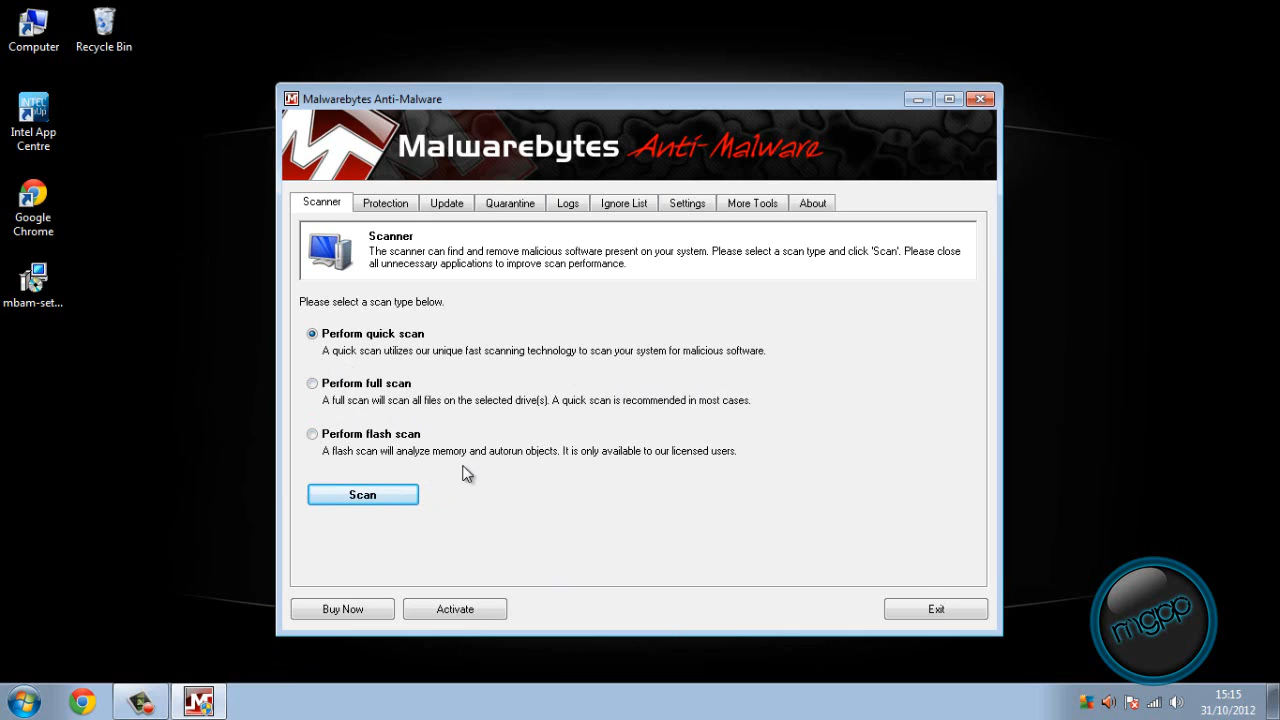 Computer
Recycle Bin
INTEL
Intel App
Centre
Google
Chrome
mbam-set...
Malwarebytes Anti-Malware
Malwarebytes Anti-Malware
Scanner
Protection
Update
Quarantine
Logs
Ignore List
Settings
More Tools
About
Scanner
The scanner can find and remove malicious software present on your system. Please select a scan type and click 'Scan'. Please close
all unnecessary applications to improve scan performance.
Please select a scan type below.
Perform quick scan
A quick scan utilizes our unique fast scanning technology to scan your system for malicious software.
Perform full scan
A full scan will scan all files on the selected drive(s). A quick scan is recommended in most cases.
Perform flash scan
A flash scan will analyze memory and autorun objects. It is only available to our licensed users.
Scan
Buy Now
Activate
Exit
mgpp
15:15
31/10/2012